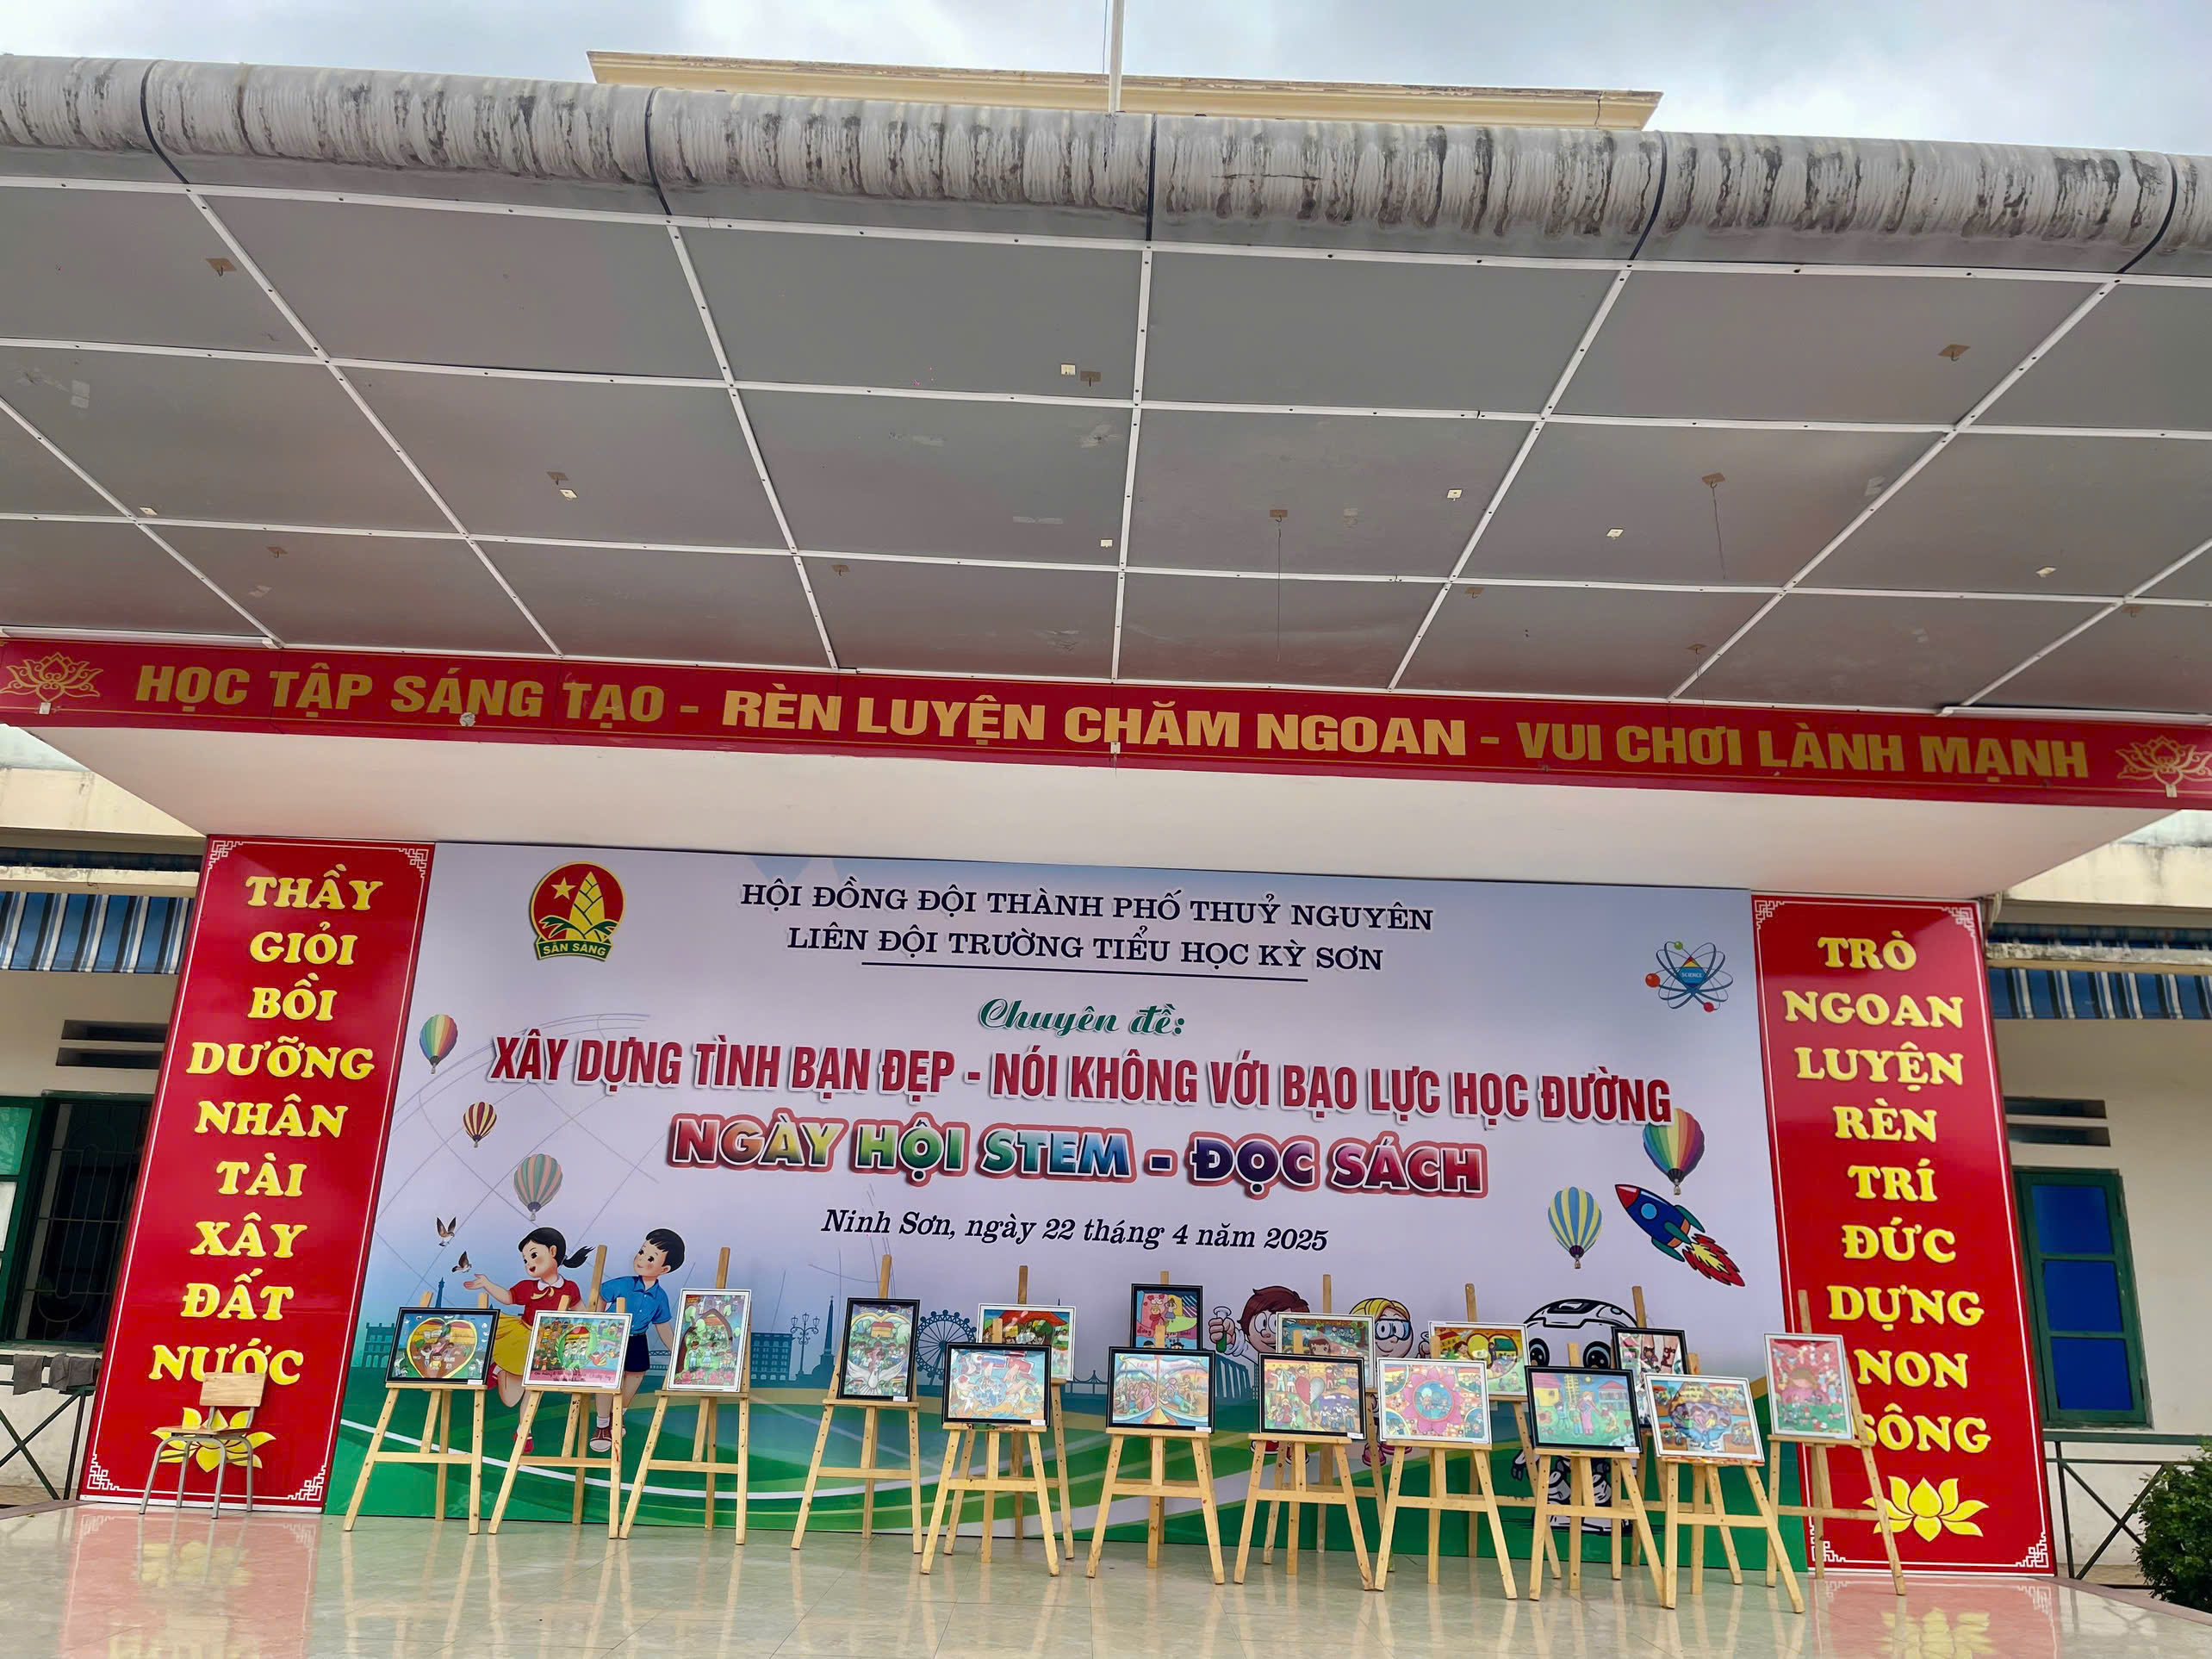 HỌC TẬP SÁNG TẠO - RÈN LUYỆN CHĂM NGOAN - VUI CHƠI LÀNH MẠNH
THẦY
GIỎI
BỒI
DƯỠNG
NHÂN
TÀI
XÂY
ĐẤT
NƯỚC
SẴN SÀNG
HỘI ĐỒNG ĐỘI THÀNH PHỐ THUỶ NGUYÊN
LIÊN ĐỘI TRƯỜNG TIỂU HỌC KỲ SƠN
SCIENCE
Chuyên đề:
XÂY DỰNG TÌNH BẠN ĐẸP - NÓI KHÔNG VỚI BẠO LỰC HỌC ĐƯỜNG
NGÀY HỘI STEM - ĐỌC SÁCH
Ninh Sơn, ngày 22 tháng 4 năm 2025
TRÒ
NGOAN
LUYỆN
RÈN
TRÍ
ĐỨC
DỰNG
NON
SÔNG